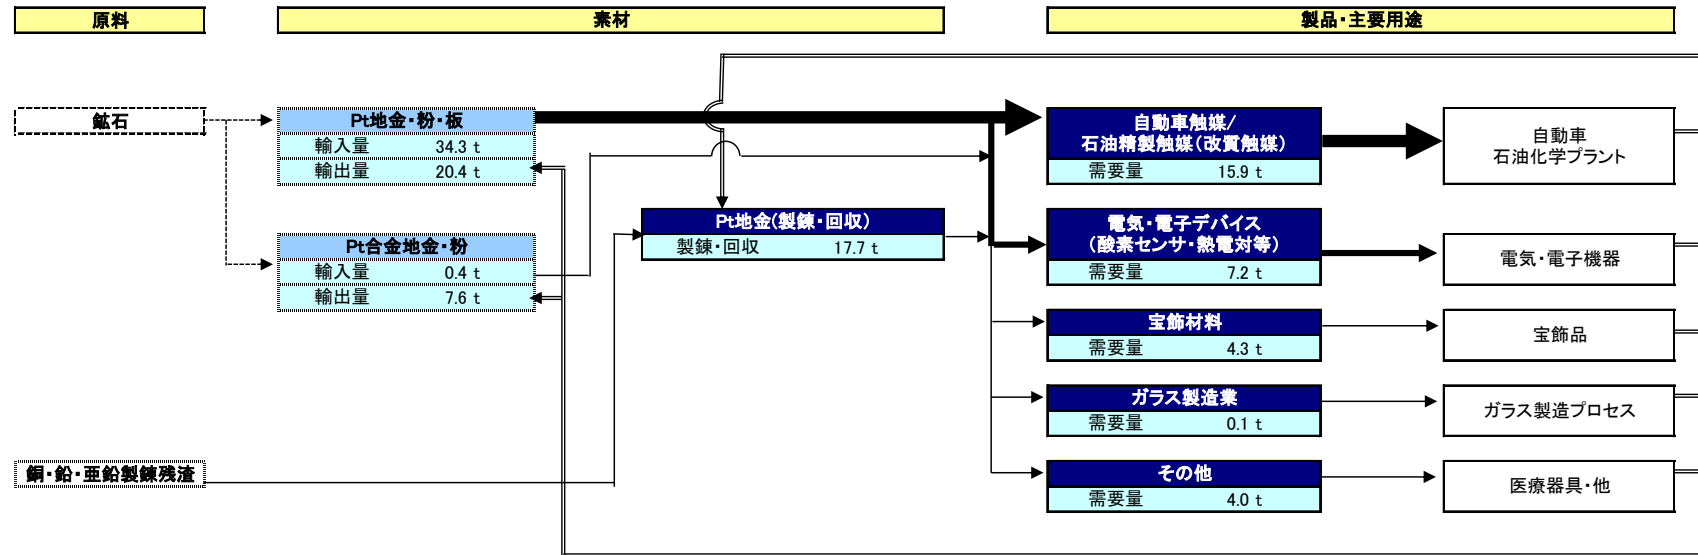 原料
素材
製品・主要用途
鉱石
Pt地金・粉・板
輸入量 34.3 t
輸出量 20.4 t
Pt合金地金・粉
輸入量 0.4 t
輸出量 7.6 t
銅・鉛・亜鉛製錬残渣
Pt地金(製錬・回収)
製錬・回収 17.7 t
自動車触媒/
石油精製触媒(改質触媒)
需要量 15.9 t
電気・電子デバイス
(酸素センサ・熱電対等)
需要量 7.2 t
宝飾材料
需要量 4.3 t
ガラス製造業
需要量 0.1 t
その他
需要量 4.0 t
自動車
石油化学プラント
電気・電子機器
宝飾品
ガラス製造プロセス
医療器具・他